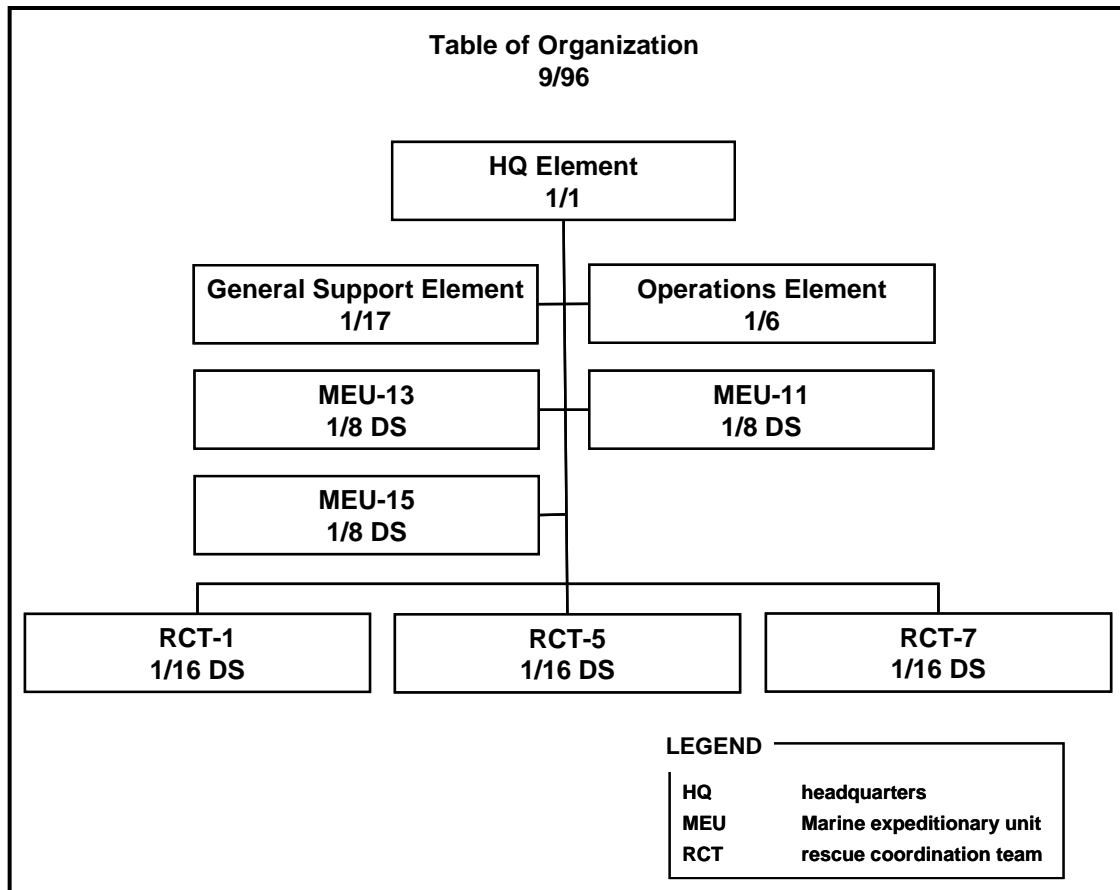 Table of Organization
9/96
HQ Element
1/1
General Support Element
1/17
Operations Element
1/6
MEU-13
1/8 DS
MEU-11
1/8 DS
MEU-15
1/8 DS
RCT-1
1/16 DS
RCT-5
1/16 DS
RCT-7
1/16 DS
LEGEND
HQ headquarters
MEU Marine expeditionary unit
RCT rescue coordination team